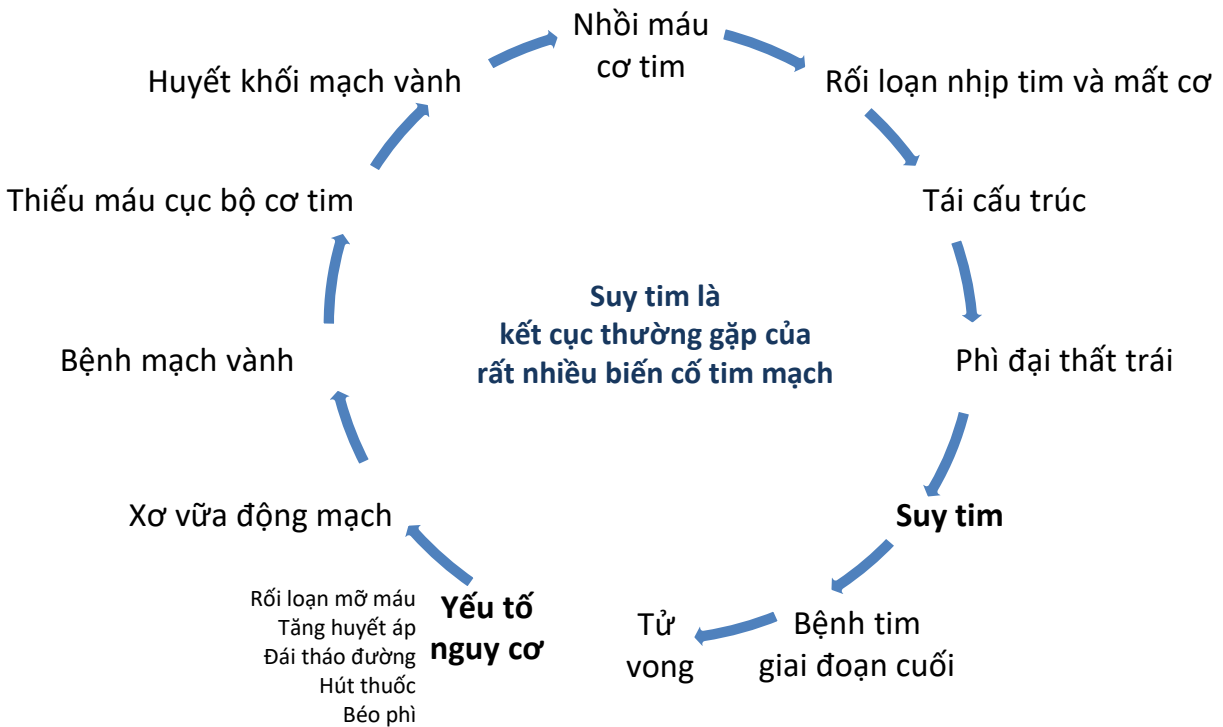 Nhồi máu
cơ tim
Huyết khối mạch vành
Rối loạn nhịp tim và mất cơ
Thiếu máu cục bộ cơ tim
Tái cấu trúc
Suy tim là
kết cục thường gặp của
rất nhiều biến cố tim mạch
Bệnh mạch vành
Phì đại thất trái
Xơ vữa động mạch
Suy tim
Rối loạn mỡ máu
Tăng huyết áp
Đái tháo đường
Hút thuốc
Béo phì
Yếu tố
nguy cơ
Tử
vong
Bệnh tim
giai đoạn cuối